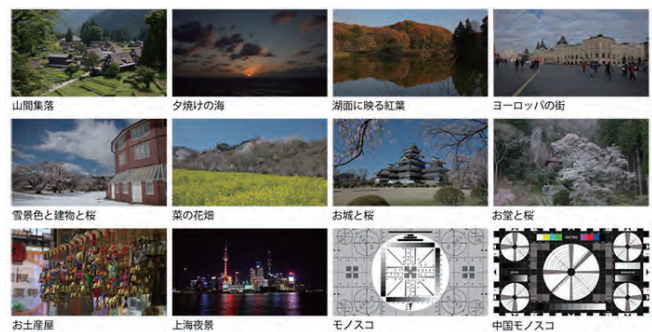 山間集落
夕焼けの海
湖面に映る紅葉
ヨーロッパの街
雪景色と建物と桜
菜の花畑
お城と桜
お堂と桜
お土産屋
上海夜景
モノスコ
中国モノスコ